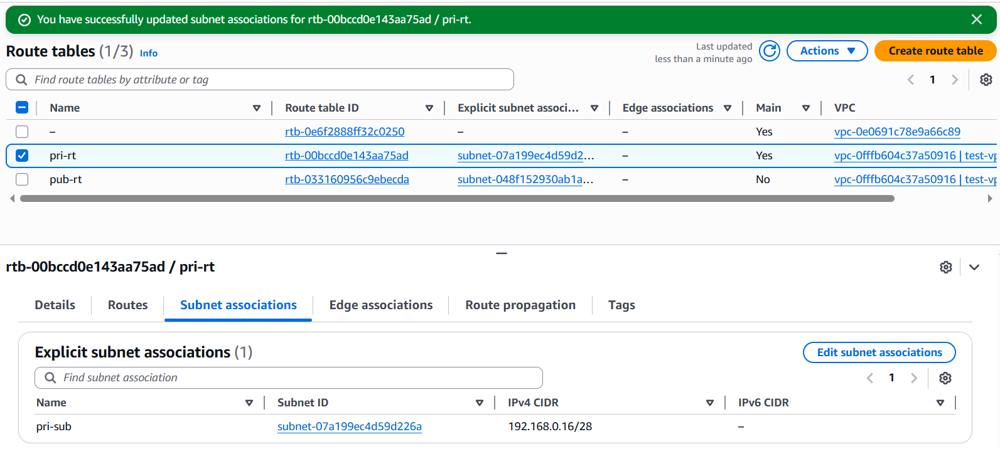 You have successfully updated subnet associations for rtb-00bccd0e143aa75ad / pri-rt.
Route tables (1/3) Info
Last updated
less than a minute ago
Actions
Create route table
Find route tables by attribute or tag
1
Name Route table ID Explicit subnet associ... Edge associations Main VPC
– rtb-0e6f2888ff32c0250 – – Yes vpc-0e0691c78e9a66c89
pri-rt rtb-00bccd0e143aa75ad subnet-07a199ec4d59d2... – Yes vpc-0fffb604c37a50916 | test-vp
pub-rt rtb-033160956c9ebecda subnet-048f152930ab1a... – No vpc-0fffb604c37a50916 | test-vp
rtb-00bccd0e143aa75ad / pri-rt
Details Routes Subnet associations Edge associations Route propagation Tags
Explicit subnet associations (1)
Edit subnet associations
Find subnet association
1
Name Subnet ID IPv4 CIDR IPv6 CIDR
pri-sub subnet-07a199ec4d59d226a 192.168.0.16/28 –